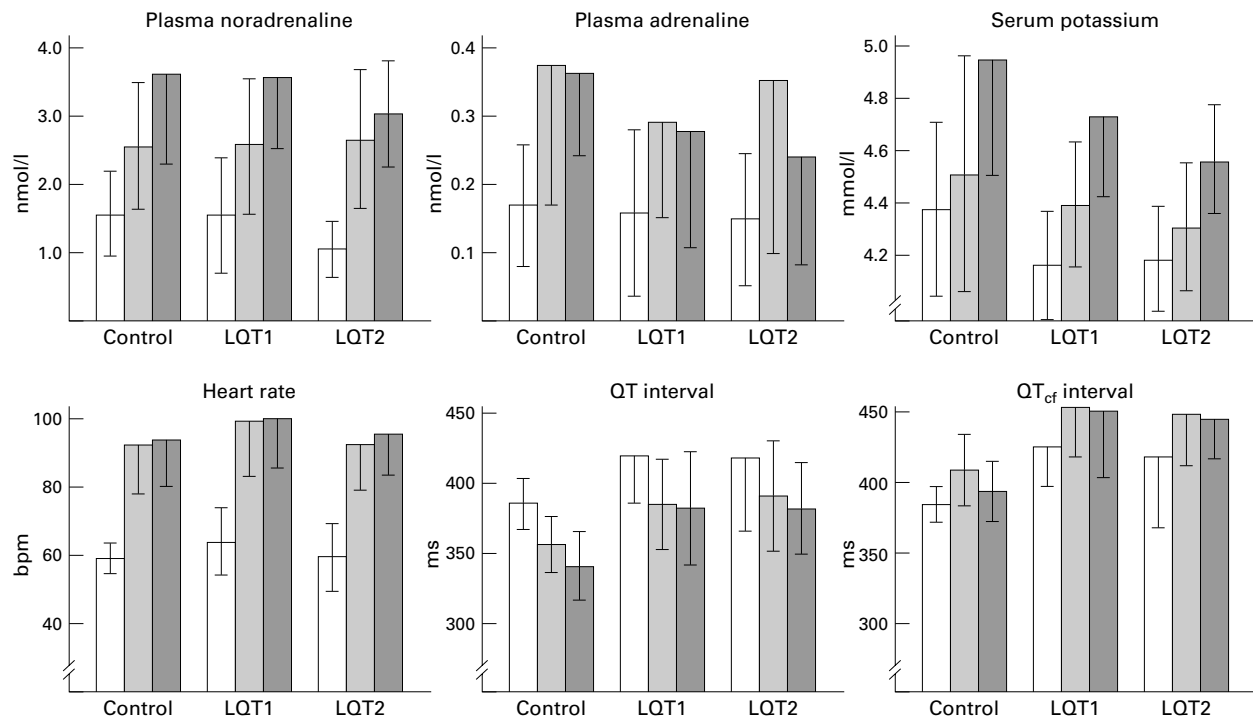 Plasma noradrenaline
4.0
3.0
2.0
1.0
nmol/l
Control LQT1 LQT2
Plasma adrenaline
0.4
0.3
0.2
0.1
nmol/l
Control LQT1 LQT2
Serum potassium
5.0
4.8
4.6
4.4
4.2
mmol/l
Control LQT1 LQT2
Heart rate
100
80
60
40
bpm
Control LQT1 LQT2
QT interval
450
400
350
300
ms
Control LQT1 LQT2
QTcf interval
450
400
350
300
ms
Control LQT1 LQT2